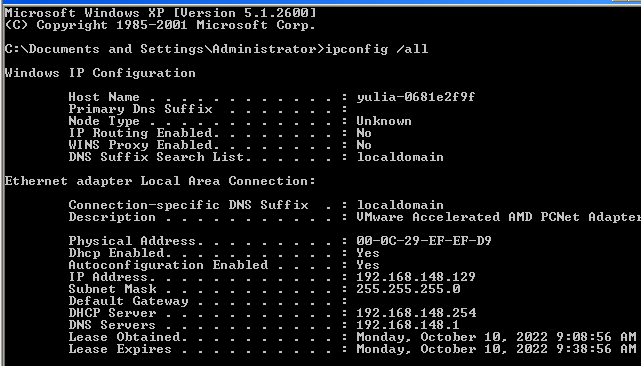 Microsoft Windows XP [Version 5.1.2600]
(C) Copyright 1985-2001 Microsoft Corp.
C:\Documents and Settings\Administrator>ipconfig /all
Windows IP Configuration
Host Name . . . . . . . . . . . . : yulia-0681e2f9f
Primary Dns Suffix  . . . . . . . :
Node Type . . . . . . . . . . . . : Unknown
IP Routing Enabled. . . . . . . . : No
WINS Proxy Enabled. . . . . . . . : No
DNS Suffix Search List. . . . . . : localdomain
Ethernet adapter Local Area Connection:
Connection-specific DNS Suffix  . : localdomain
Description . . . . . . . . . . . : VMware Accelerated AMD PCNet Adapter
Physical Address. . . . . . . . . : 00-0C-29-EF-EF-D9
Dhcp Enabled. . . . . . . . . . . : Yes
Autoconfiguration Enabled . . . . : Yes
IP Address. . . . . . . . . . . . : 192.168.148.129
Subnet Mask . . . . . . . . . . . : 255.255.255.0
Default Gateway . . . . . . . . . :
DHCP Server . . . . . . . . . . . : 192.168.148.254
DNS Servers . . . . . . . . . . . : 192.168.148.1
Lease Obtained. . . . . . . . . . : Monday, October 10, 2022 9:08:56 AM
Lease Expires . . . . . . . . . . : Monday, October 10, 2022 9:38:56 AM